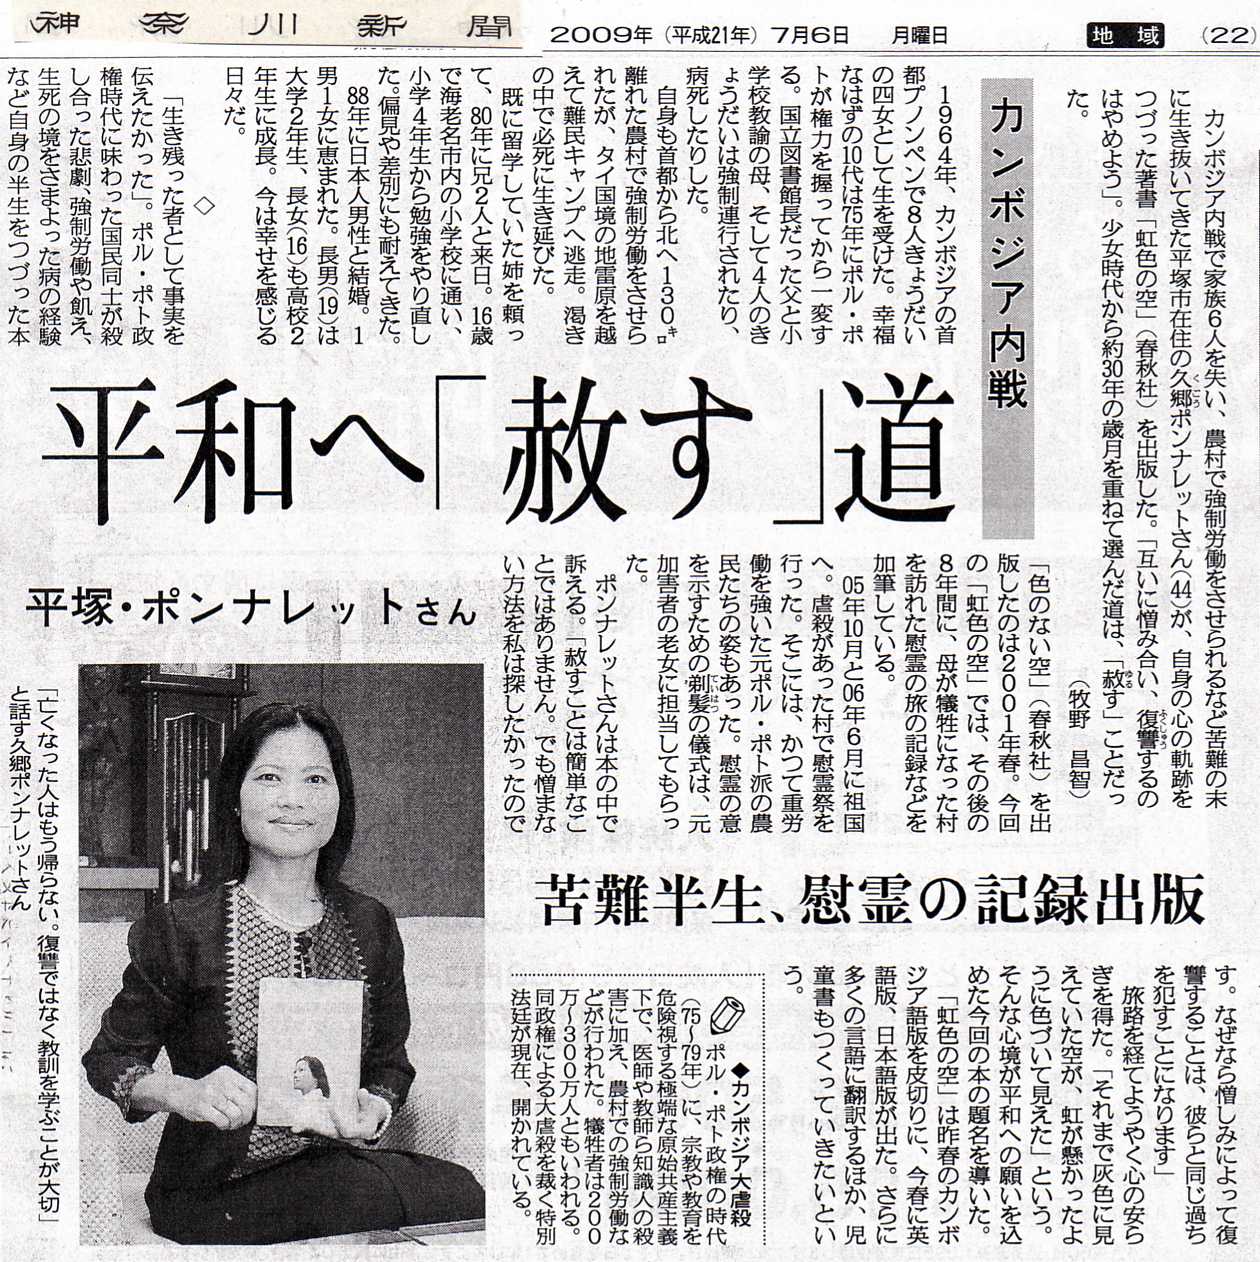 神奈川新聞
2009年（平成21年）7月6日　月曜日　地域　（22）
カンボジア内戦
平和へ「赦す」道
平塚・ポンナレットさん
苦難半生、慰霊の記録出版
カンボジア内戦で家族6人を失い、農村で強制労働をさせられるなど苦難の末
に生き抜いてきた平塚市在住の久郷ポンナレットさん（44）が、自身の心の軌跡を
つづった著書「虹色の空」（春秋社）を出版した。「互いに憎み合い、復讐するの
はやめよう」。少女時代から約30年の歳月を重ねて選んだ道は、「赦す」ことだっ
た。
（牧野　昌智）
1964年、カンボジアの首
都プノンペンで8人きょうだい
の四女として生を受けた。幸福
なはずの10代は75年にポル・ポ
トが権力を握ってから一変す
る。国立図書館長だった父と小
学校教諭の母、そして4人のき
ょうだいは強制連行されたり、
病死したりした。
自身も首都から北へ130㌔
離れた農村で強制労働をさせら
れたが、タイ国境の地雷原を越
えて難民キャンプへ逃走。渇き
の中で必死に生き延びた。
既に留学していた姉を頼っ
て、80年に兄2人と来日。16歳
で海老名市内の小学校に通い、
小学4年生から勉強をやり直し
た。偏見や差別にも耐えてきた。
88年に日本人男性と結婚。1
男1女に恵まれた。長男（19）は
大学2年生、長女（16）も高校2
年生に成長。今は幸せを感じる
日々だ。
◇
「生き残った者として事実を
伝えたかった」。ポル・ポト政
権時代に味わった国民同士が殺
し合った悲劇、強制労働や飢え、
生死の境をさまよった病の経験
など自身の半生をつづった本
「色のない空」（春秋社）を出
版したのは2001年春。今回
の「虹色の空」では、その後の
8年間に、母が犠牲になった村
を訪れた慰霊の旅の記録などを
加筆している。
05年10月と06年6月に祖国
へ。虐殺があった村で慰霊祭を
行った。そこには、かつて重労
働を強いた元ポル・ポト派の農
民たちの姿もあった。慰霊の意
を示すための剃髪の儀式は、元
加害者の老女に担当してもらっ
た。
ポンナレットさんは本の中で
訴える。「赦すことは簡単なこ
とではありません。でも憎まな
い方法を私は探したかったので
す。なぜなら憎しみによって復
讐することは、彼らと同じ過ち
を犯すことになります」
旅路を経てようやく心の安ら
ぎを得た。「それまで灰色に見
えていた空が、虹が懸かったよ
うに色づいて見えた」という。
そんな心境が平和への願いを込
めた今回の本の題名を導いた。
「虹色の空」は昨春のカンボ
ジア語版を皮切りに、今春に英
語版、日本語版が出た。さらに
多くの言語に翻訳するほか、児
童書もつくっていきたいとい
う。
◆カンボジア大虐殺
ポル・ポト政権の時代
（75～79年）に、宗教や教育を
危険視する極端な原始共産主義
下で、医師や教師ら知識人の殺
害に加え、農村での強制労働な
どが行われた。犠牲者は200
万～300万人ともいわれる。
同政権による大虐殺を裁く特別
法廷が現在、開かれている。
「亡くなった人はもう帰らない。復讐ではなく教訓を学ぶことが大切」
と話す久郷ポンナレットさん